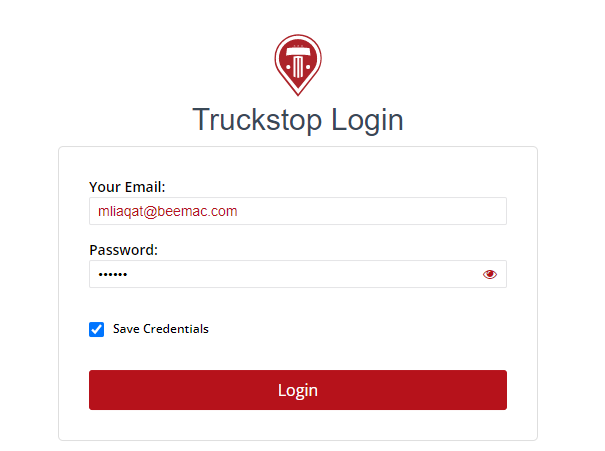 Truckstop Login
Your Email:
mliaqat@beemac.com
Password:
••••••
Save Credentials
Login